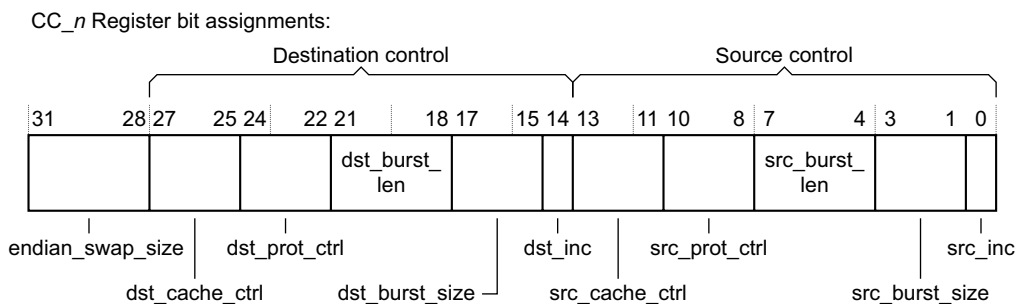 CC_n Register bit assignments:
Destination control Source control
31 28 27 25 24 22 21 18 17 15 14 13 11 10 8 7 4 3 1 0
dst_burst_ src_burst_
len len
endian_swap_size dst_prot_ctrl dst_inc src_prot_ctrl src_inc
dst_cache_ctrl dst_burst_size src_cache_ctrl src_burst_size